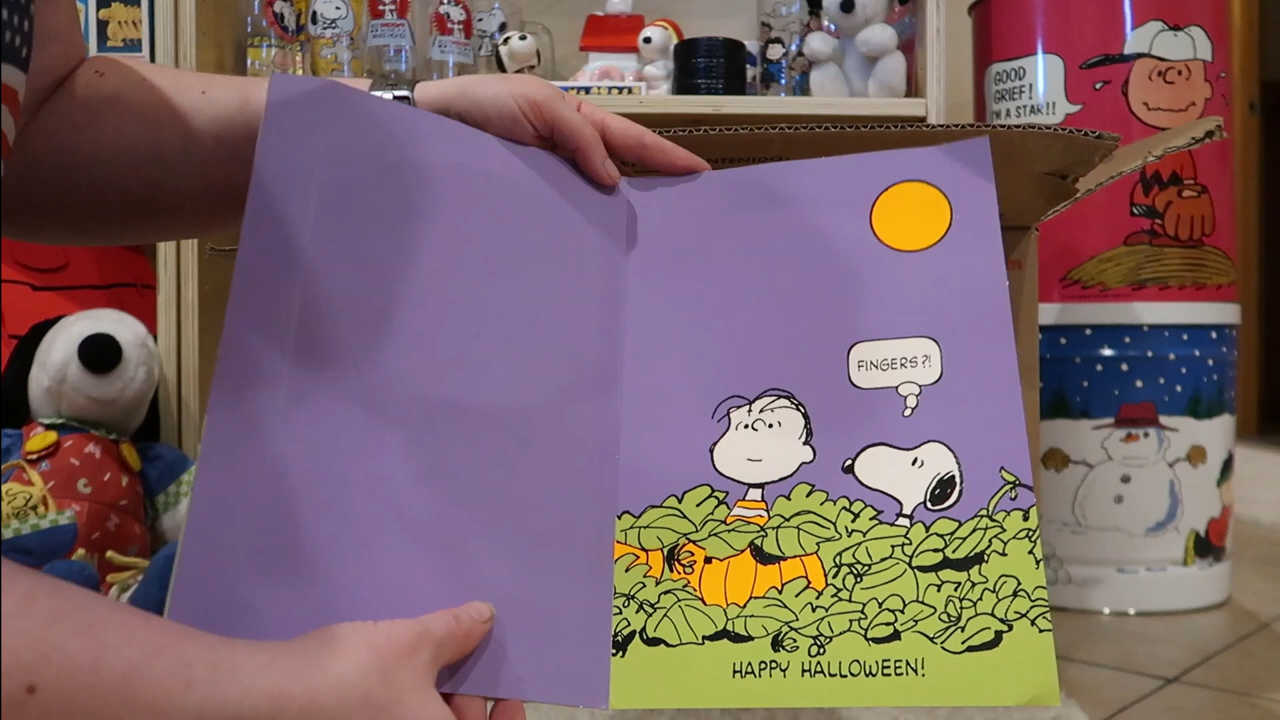 GOOD
GRIEF!
I'M A STAR!!
FINGERS?!
HAPPY HALLOWEEN!